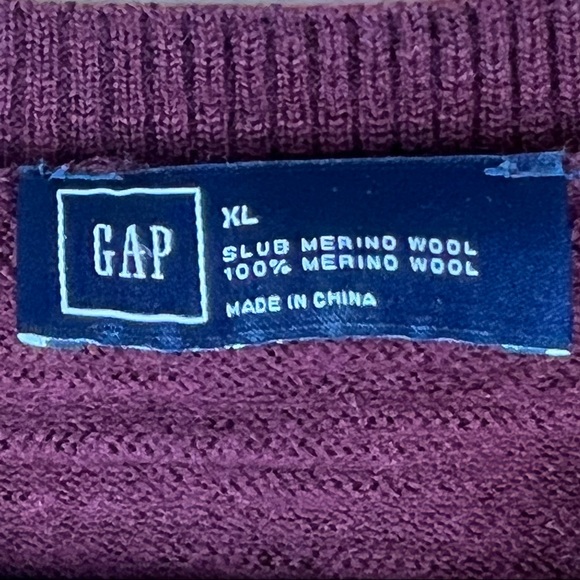 GAP
XL
SLUB MERINO WOOL
100% MERINO WOOL
MADE IN CHINA